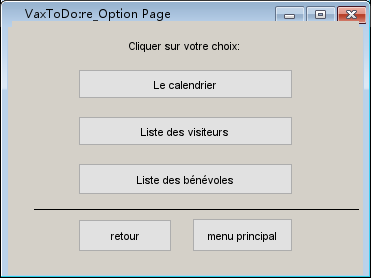 VaxToDo:re_Option Page
Cliquer sur votre choix:
Le calendrier
Liste des visiteurs
Liste des bénévoles
retour
menu principal